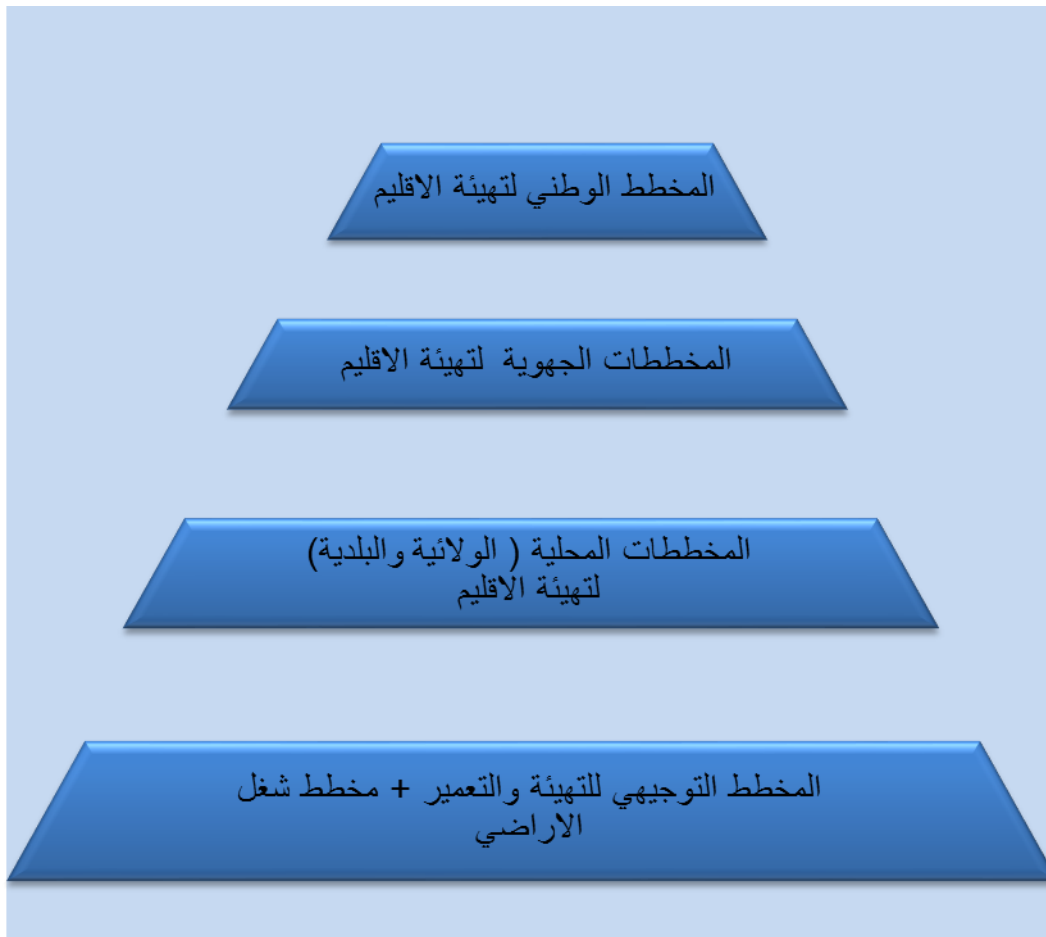 المخطط الوطني لتهيئة الاقليم
المخططات الجهوية لتهيئة الاقليم
المخططات المحلية ( الولائية والبلدية)
لتهيئة الاقليم
المخطط التوجيهي للتهيئة والتعمير + مخطط شغل
الاراضي